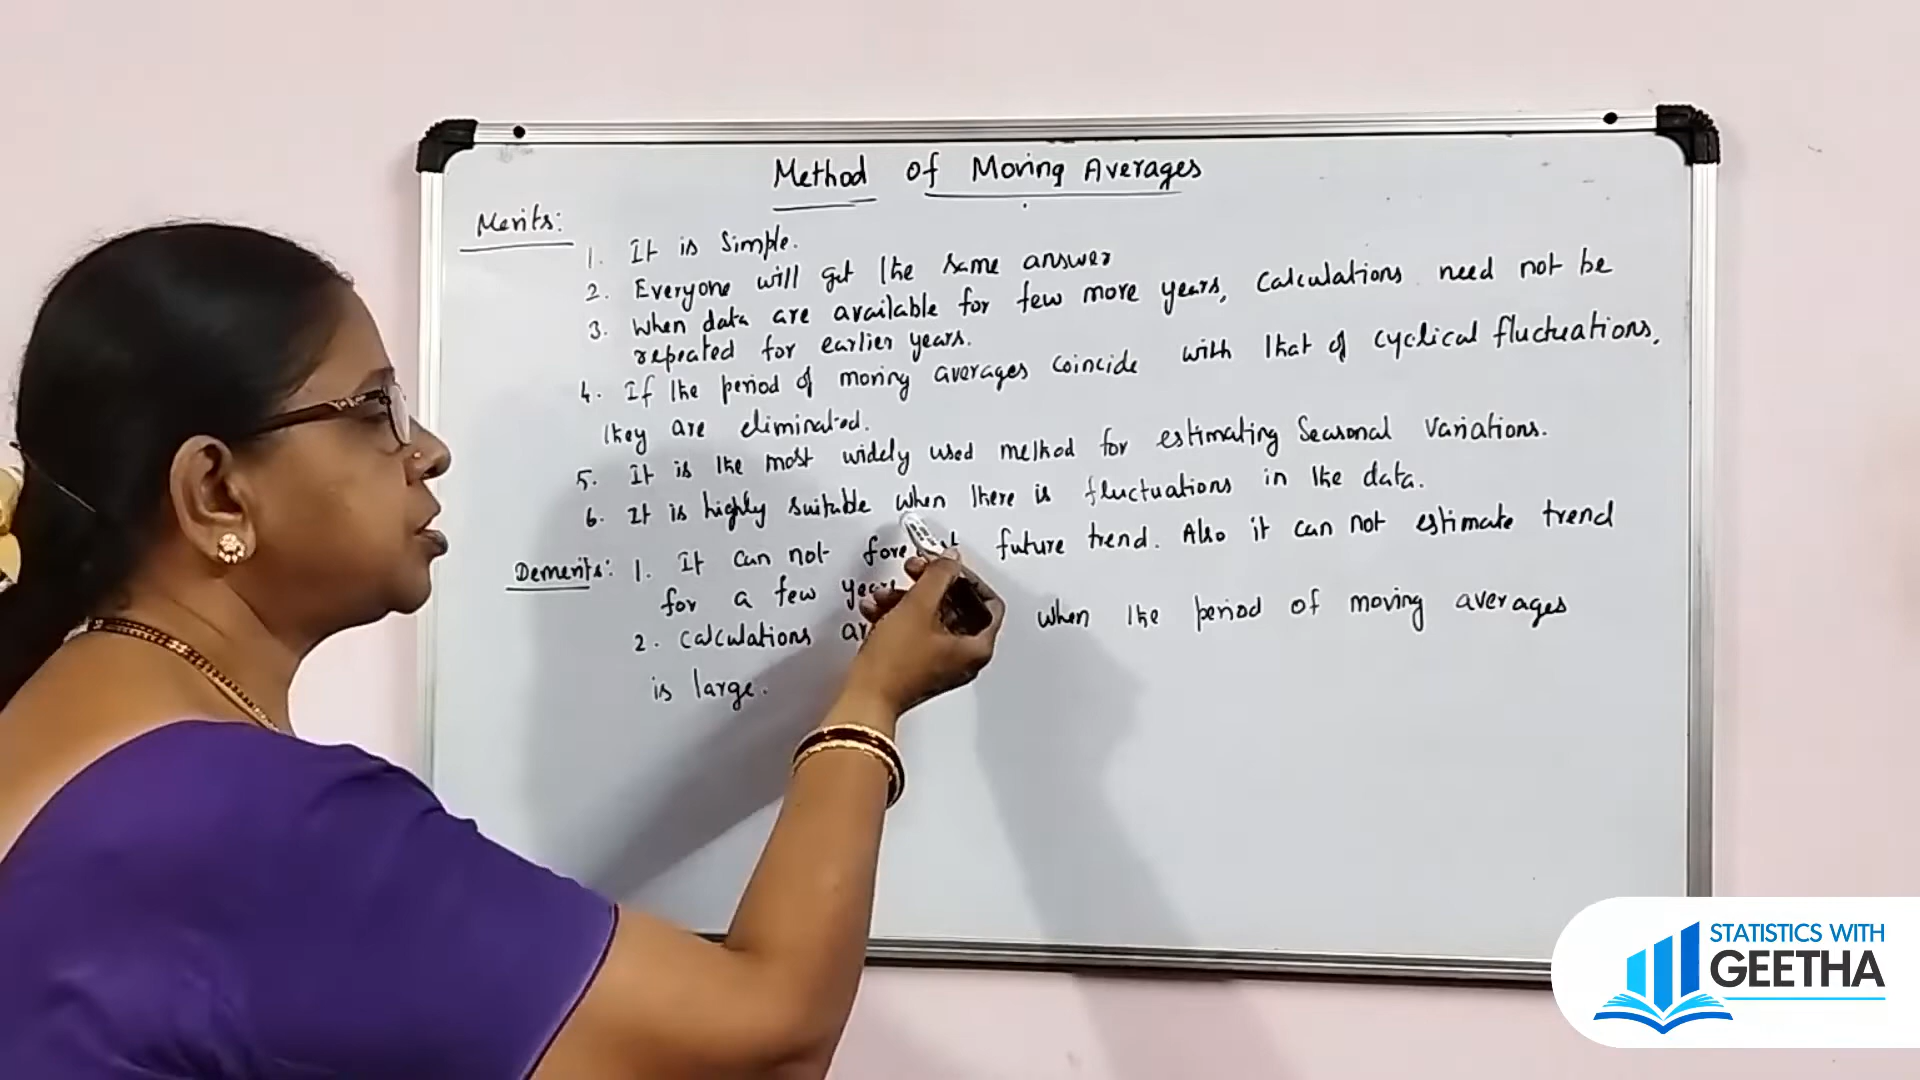 Method of Moving Averages
Merits:
1. It is Simple.
2. Everyone will get the same answer
3. When data are available for few more years, Calculations need not be
repeated for earlier years.
4. If the period of moving averages coincide with that of cyclical fluctuations,
they are eliminated.
5. It is the most widely used method for estimating Seasonal Variations.
6. It is highly suitable when there is fluctuations in the data.
Demerits: 1. It can not future trend. Also it can not estimate trend
for a few
2. Calculations when the period of moving averages
is large.
STATISTICS WITH
GEETHA